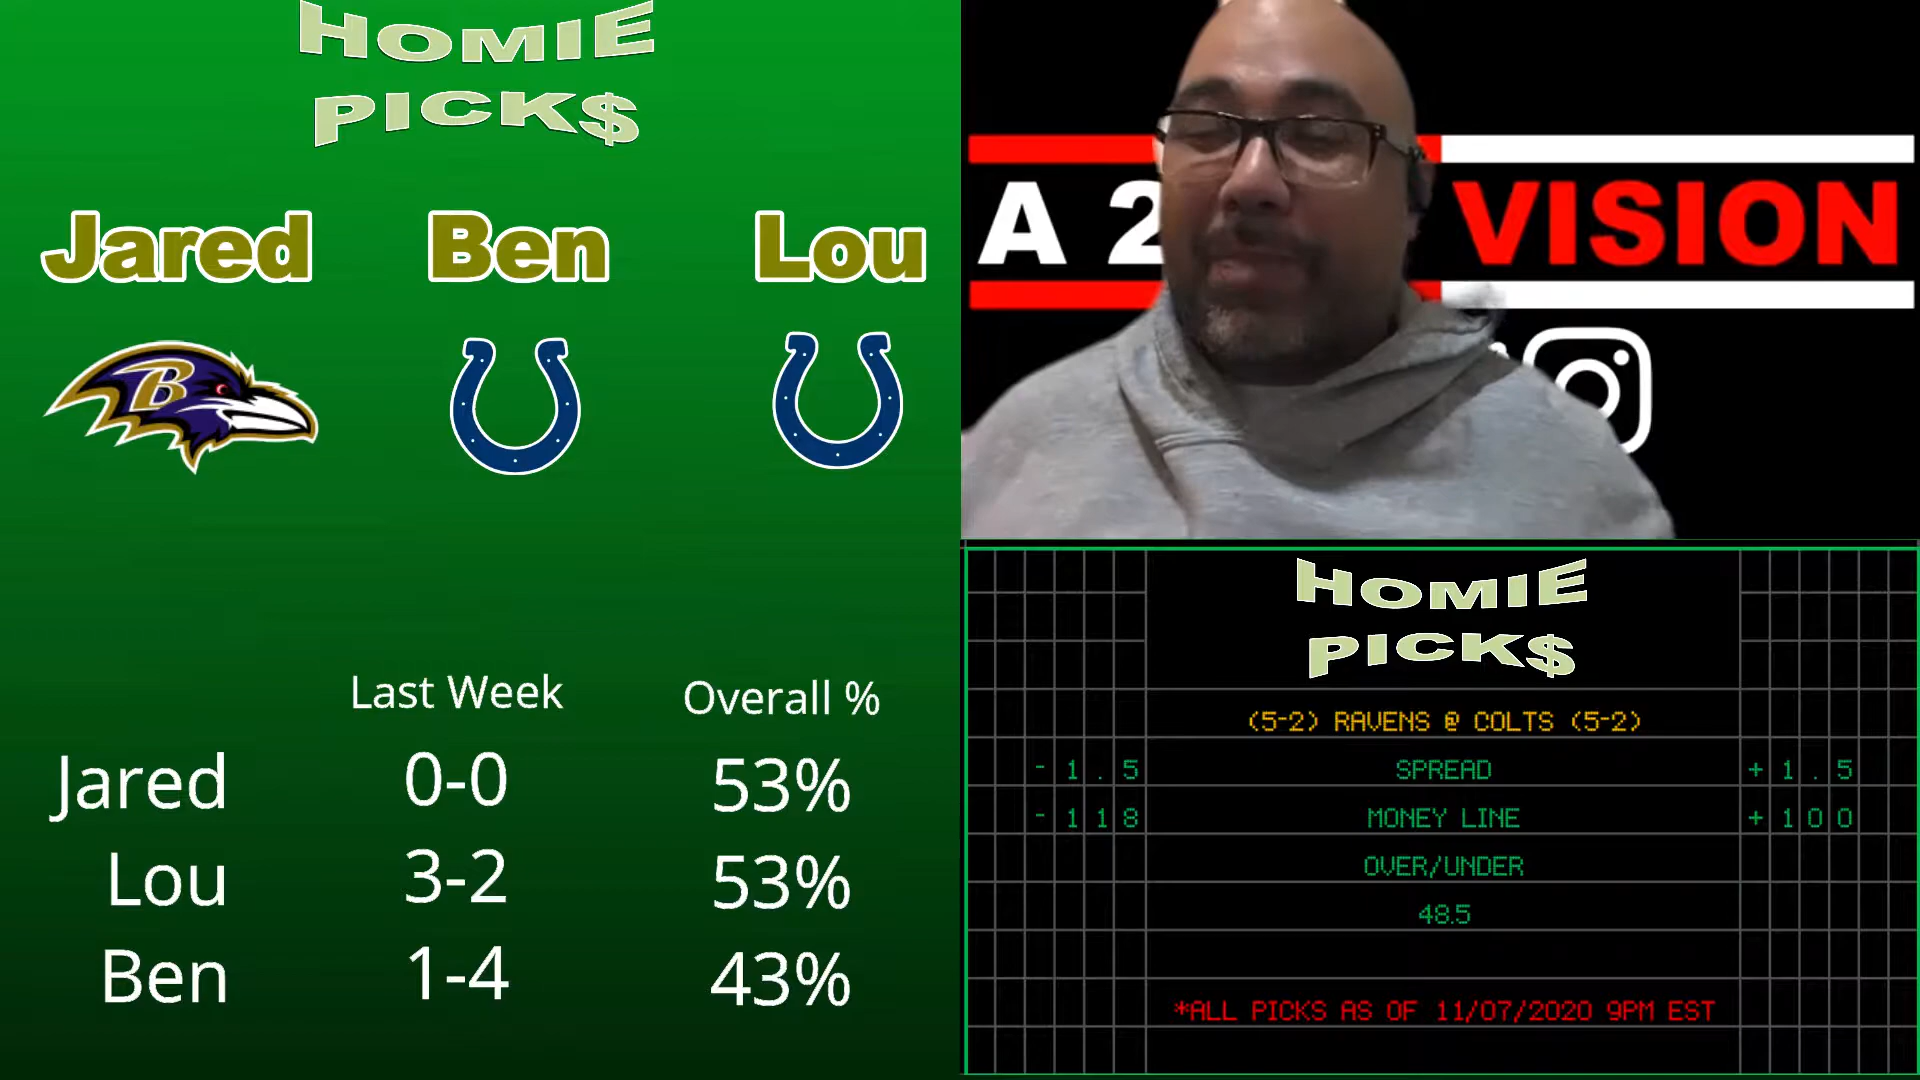 HOMIE
PICK$
Jared Ben Lou
B
Last Week Overall %
Jared 0-0 53%
Lou 3-2 53%
Ben 1-4 43%
A 2 VISION
HOMIE
PICK$
(5-2) RAVENS @ COLTS (5-2)
-1.5 SPREAD +1.5
-118 MONEY LINE +100
OVER/UNDER
48.5
*ALL PICKS AS OF 11/07/2020 9PM EST